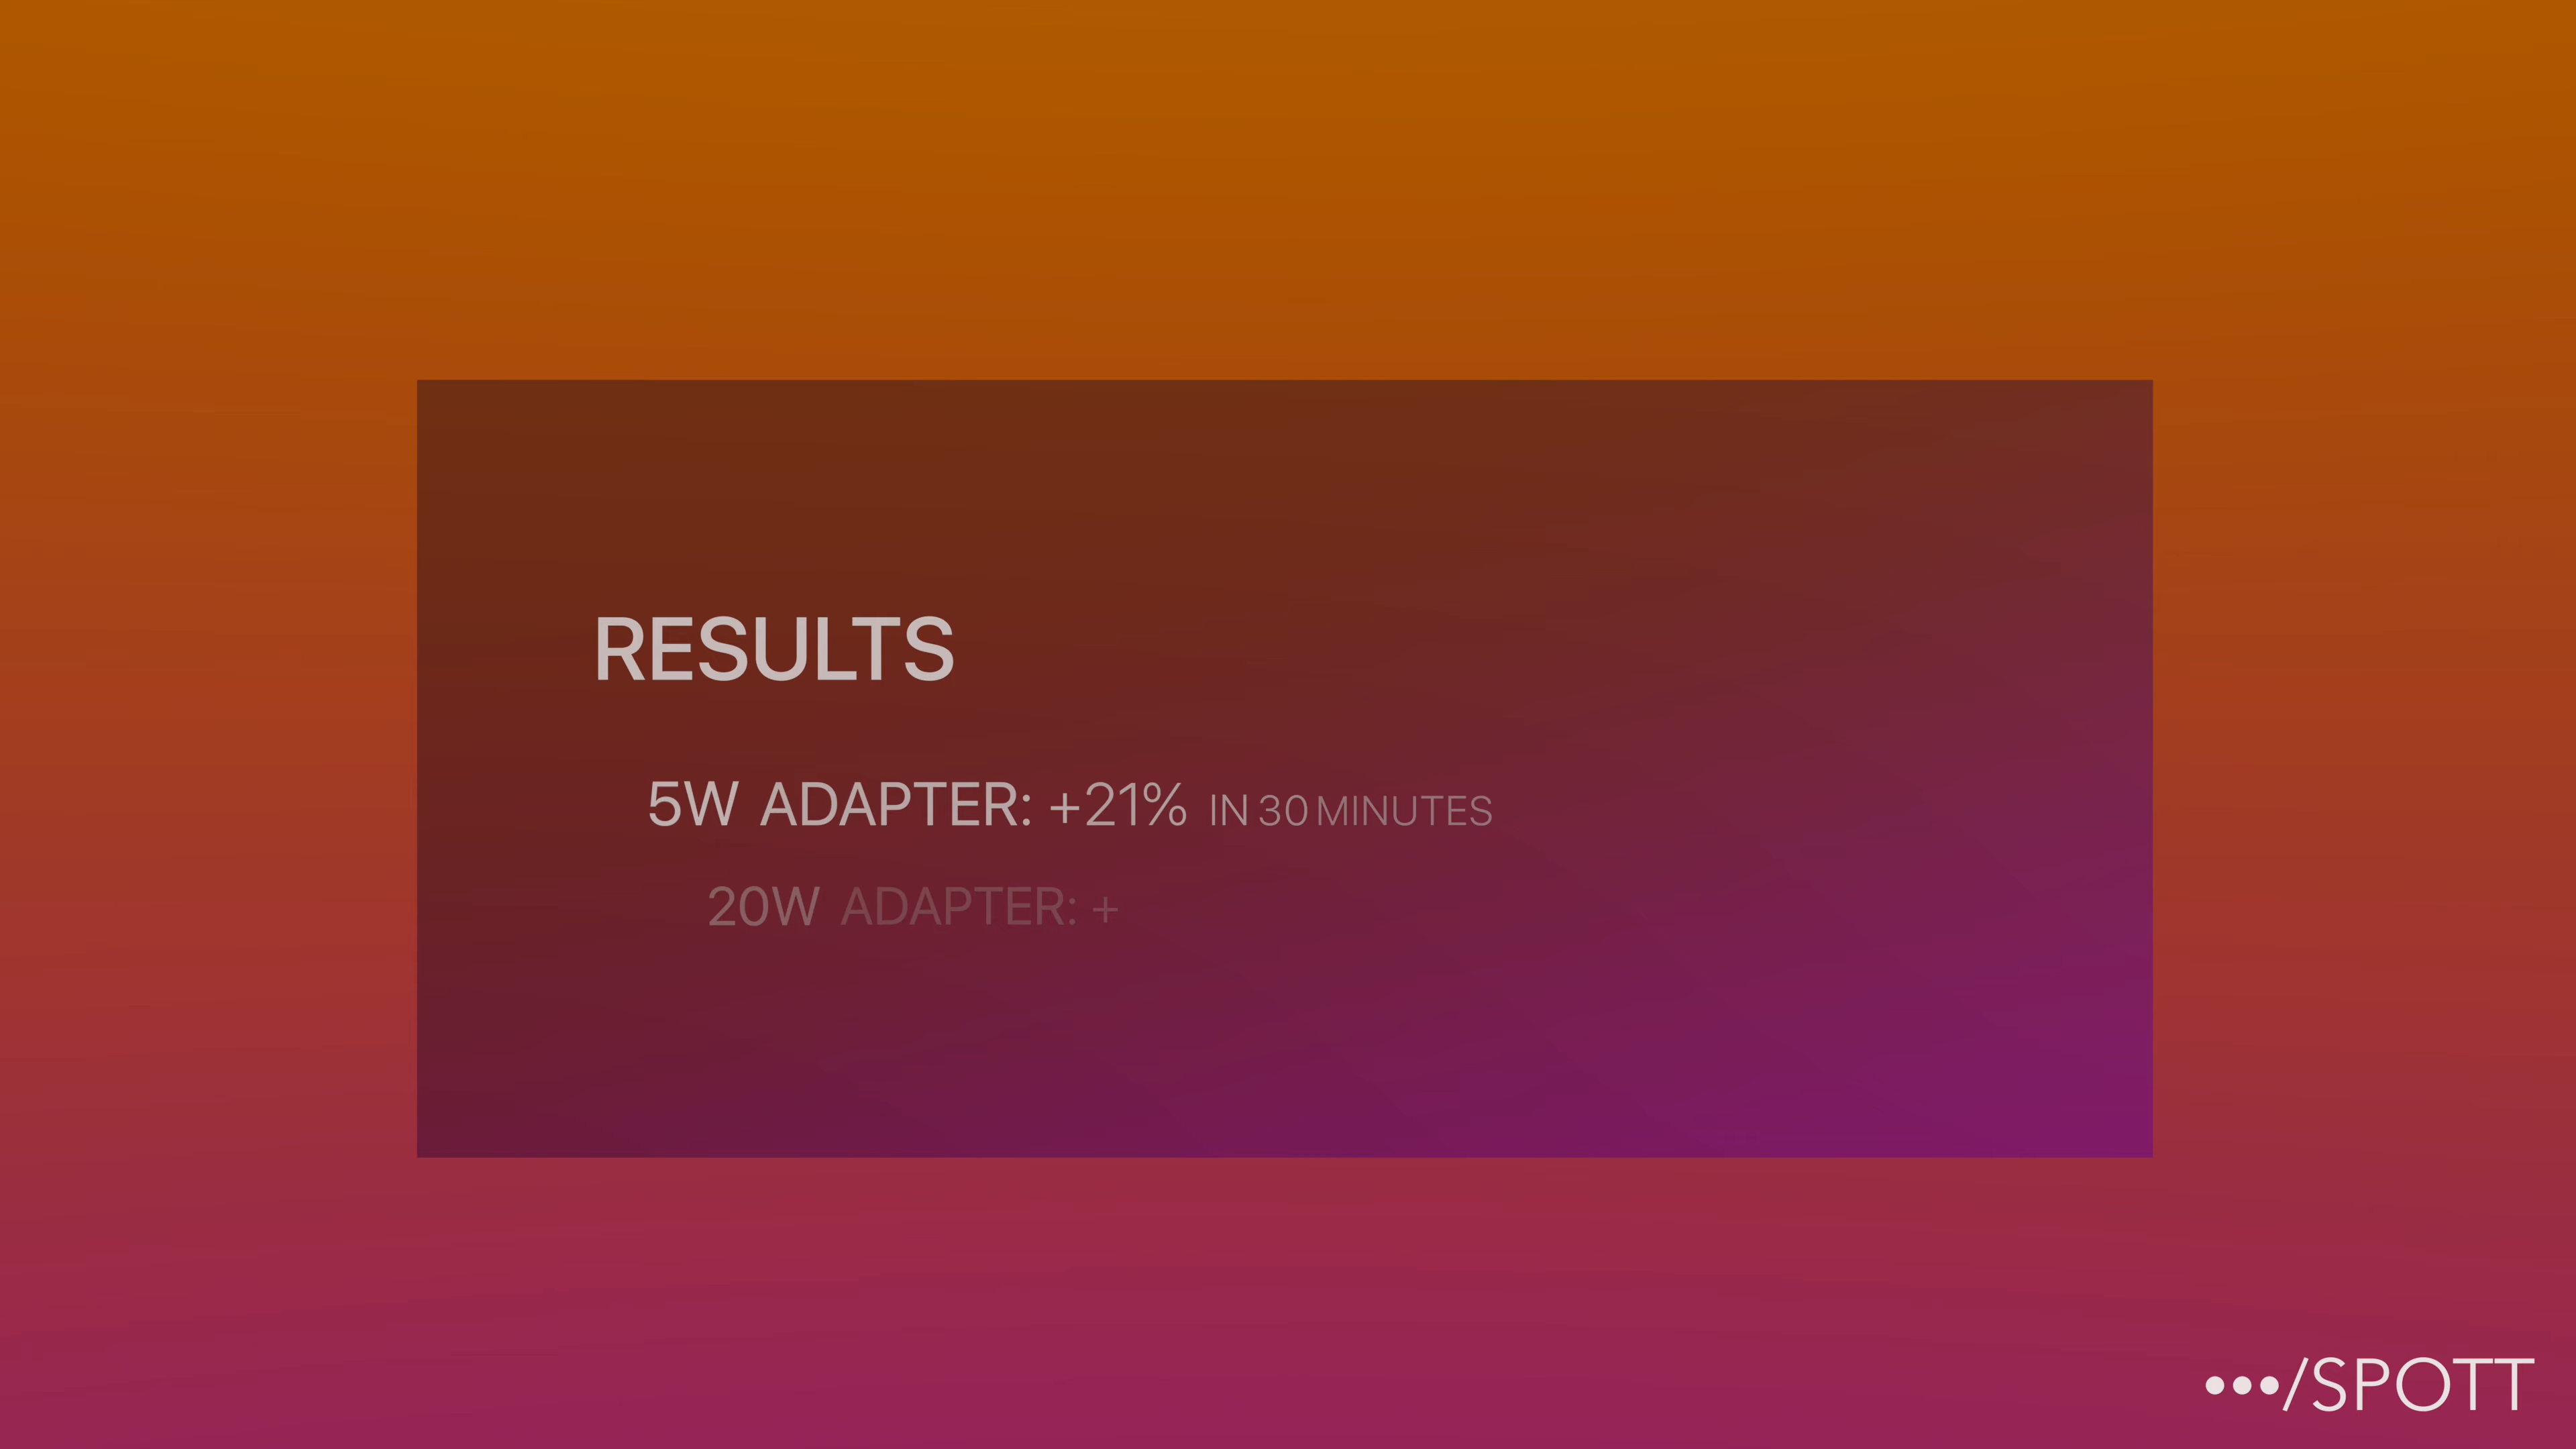 RESULTS
5W ADAPTER: +21% IN 30 MINUTES
20W ADAPTER: +
•••/SPOTT